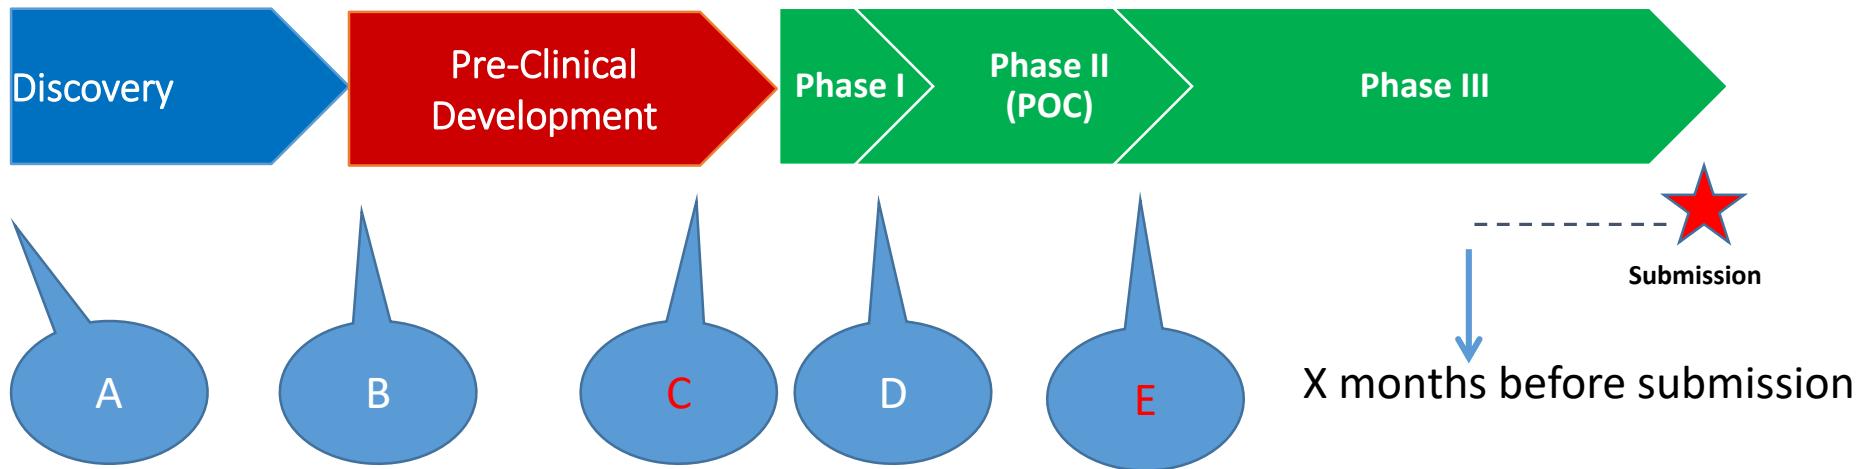 Discovery
Pre-Clinical
Development
Phase I
Phase II
(POC)
Phase III
Submission
A
B
C
D
E
X months before submission